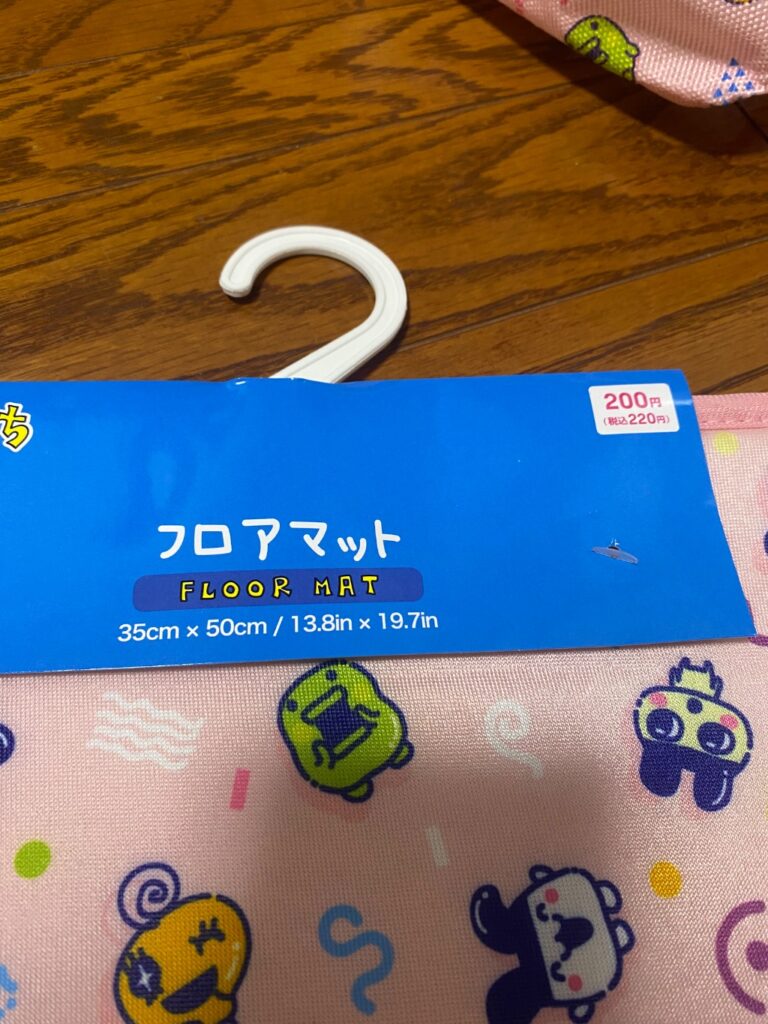 ち
200円
(税込220円)
フロアマット
FLOOR MAT
35cm × 50cm / 13.8in × 19.7in